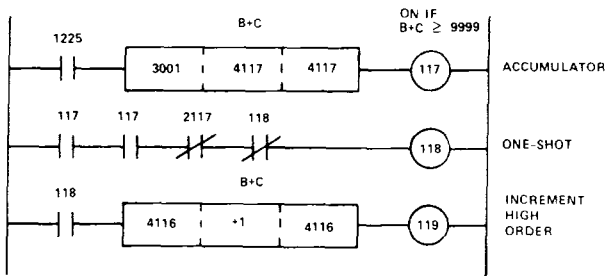 B+C
ON IF
B+C ≥ 9999
1225
3001 4117 4117
117
ACCUMULATOR
117 117 2117 118
118
ONE-SHOT
B+C
118
4116 +1 4116
119
INCREMENT
HIGH
ORDER